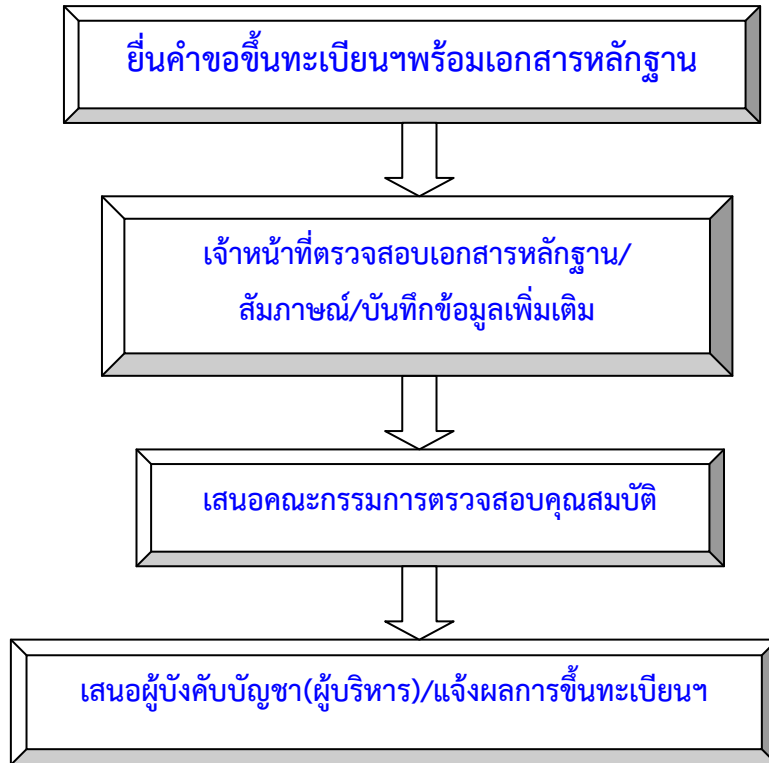 ยื่นคำขอขึ้นทะเบียนฯพร้อมเอกสารหลักฐาน
เจ้าหน้าที่ตรวจสอบเอกสารหลักฐาน/
สัมภาษณ์/บันทึกข้อมูลเพิ่มเติม
เสนอคณะกรรมการตรวจสอบคุณสมบัติ
เสนอผู้บังคับบัญชา(ผู้บริหาร)/แจ้งผลการขึ้นทะเบียนฯ